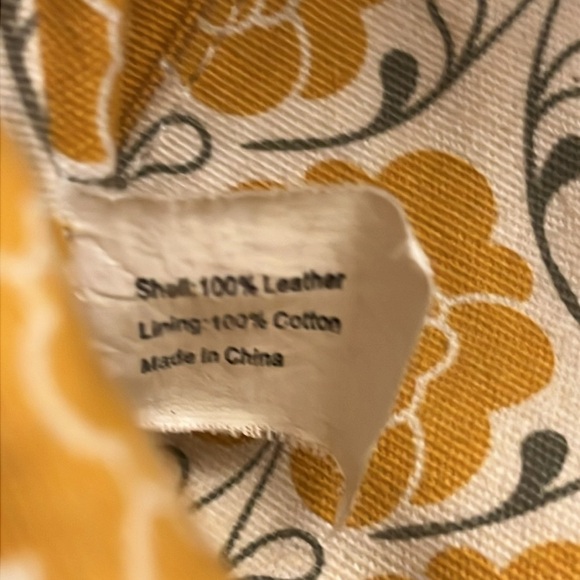 Shell:100% Leather
Lining:100% Cotton
Made In China